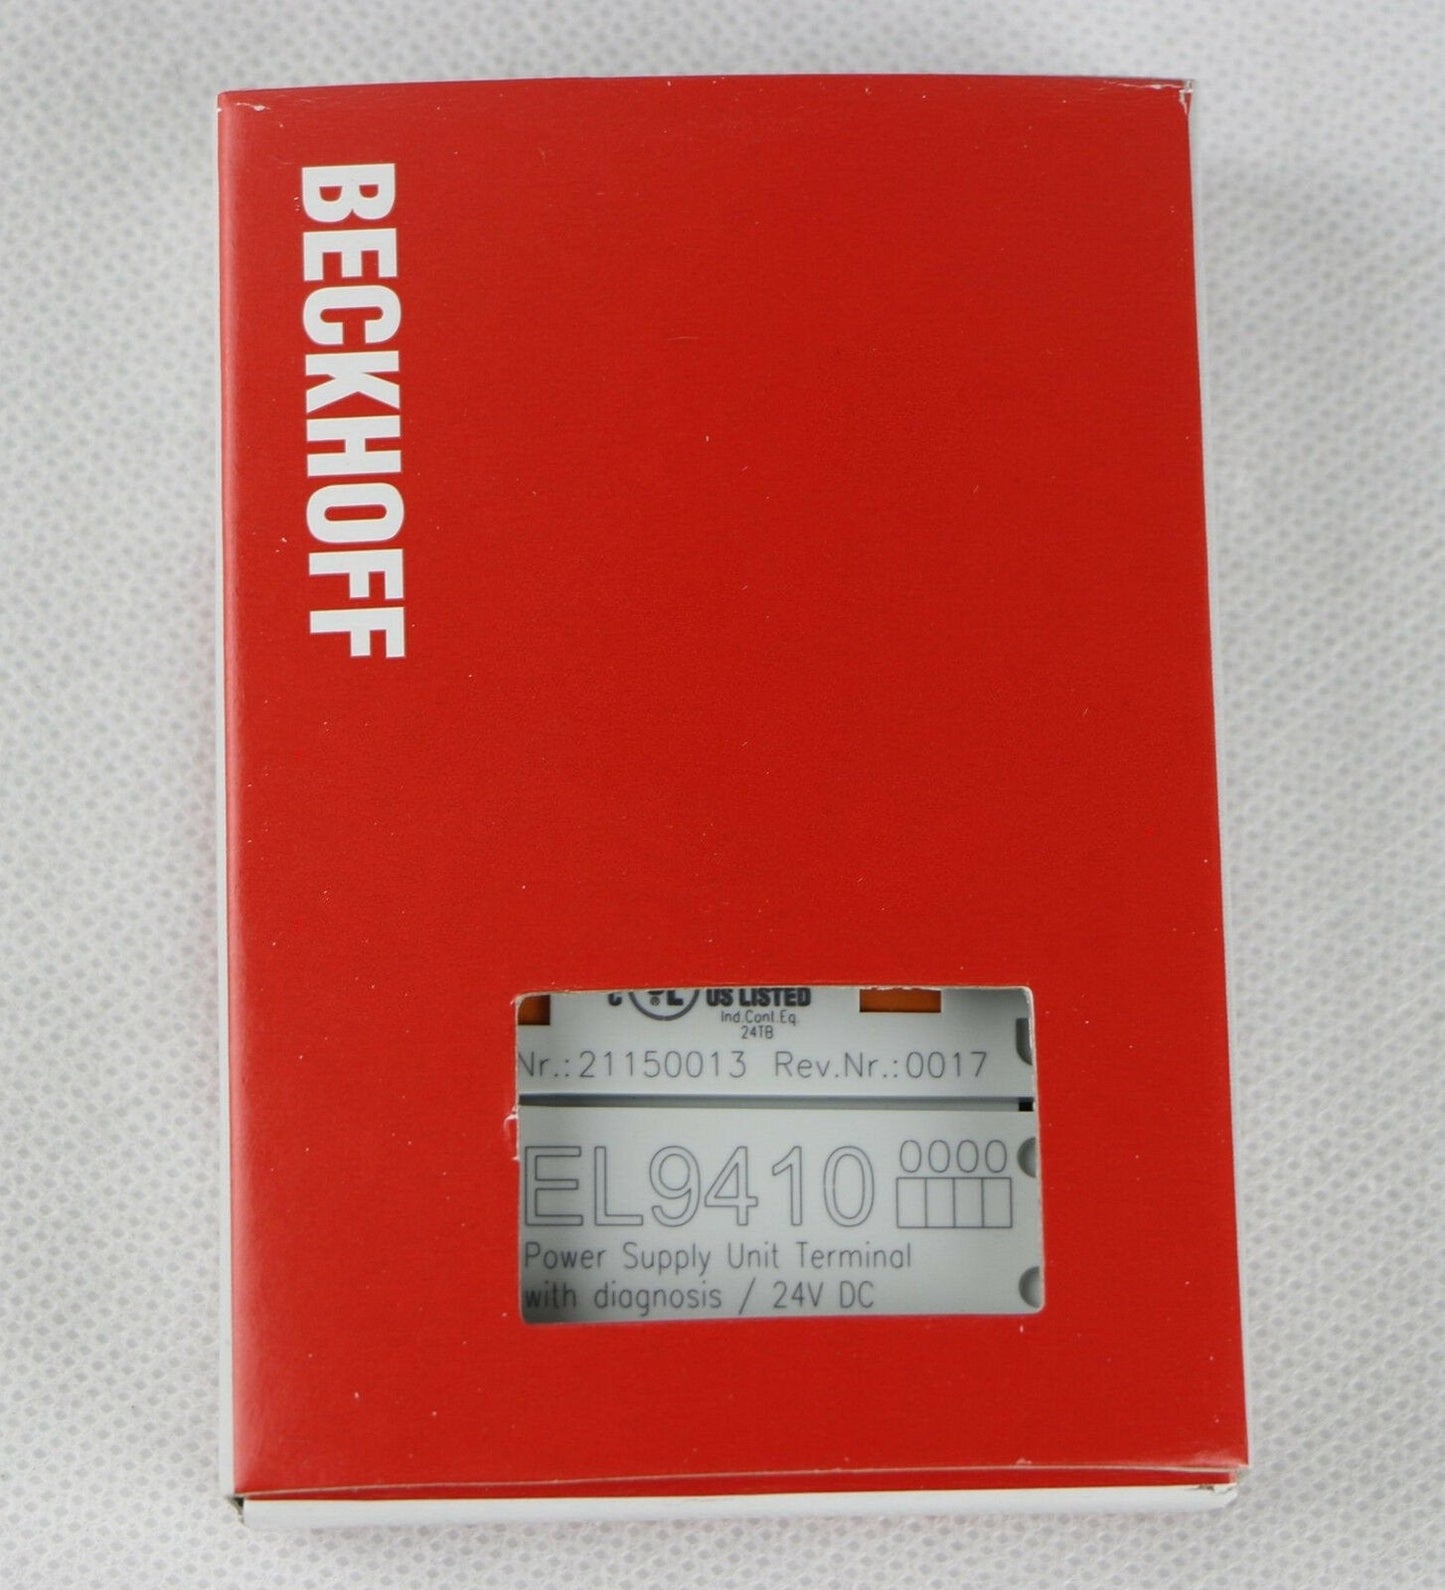 BECKHOFF
c UL US LISTED
Ind.Cont.Eq.
24TB
Nr.:21150013 Rev.Nr.:0017
EL9410 0000
Power Supply Unit Terminal
with diagnosis / 24V DC